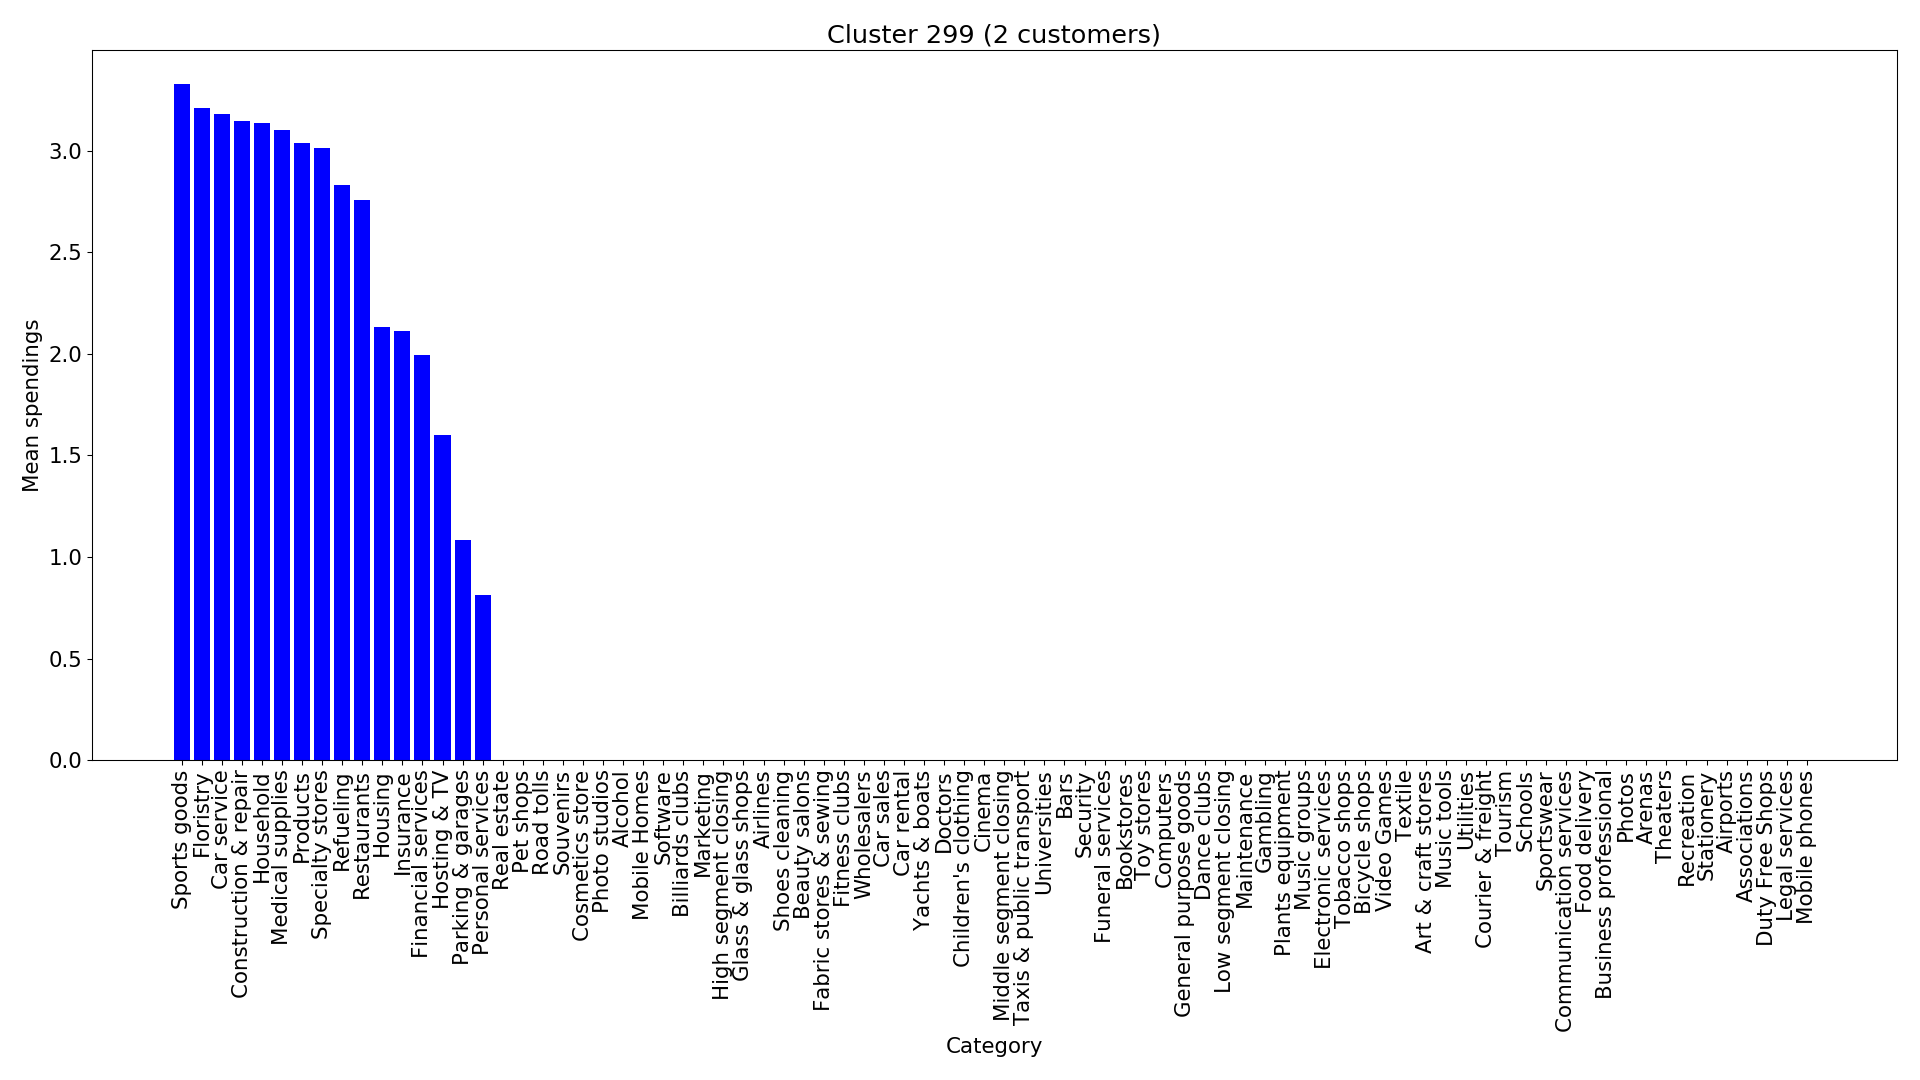 Cluster 299 (2 customers)
Mean spendings
3.0
2.5
2.0
1.5
1.0
0.5
0.0
Sports goods
Floristry
Car service
Construction & repair
Household
Medical supplies
Products
Specialty stores
Refueling
Restaurants
Housing
Insurance
Financial services
Hosting & TV
Parking & garages
Personal services
Real estate
Pet shops
Road tolls
Souvenirs
Cosmetics store
Photo studios
Alcohol
Mobile Homes
Software
Billiards clubs
Marketing
High segment closing
Glass & glass shops
Airlines
Shoes cleaning
Beauty salons
Fabric stores & sewing
Fitness clubs
Wholesalers
Car sales
Car rental
Yachts & boats
Doctors
Children's clothing
Cinema
Middle segment closing
Taxis & public transport
Universities
Bars
Security
Funeral services
Bookstores
Toy stores
Computers
General purpose goods
Dance clubs
Low segment closing
Maintenance
Gambling
Plants equipment
Music groups
Electronic services
Tobacco shops
Bicycle shops
Video Games
Textile
Art & craft stores
Music tools
Utilities
Courier & freight
Tourism
Schools
Sportswear
Communication services
Food delivery
Business professional
Photos
Arenas
Theaters
Recreation
Stationery
Airports
Associations
Duty Free Shops
Legal services
Mobile phones
Category